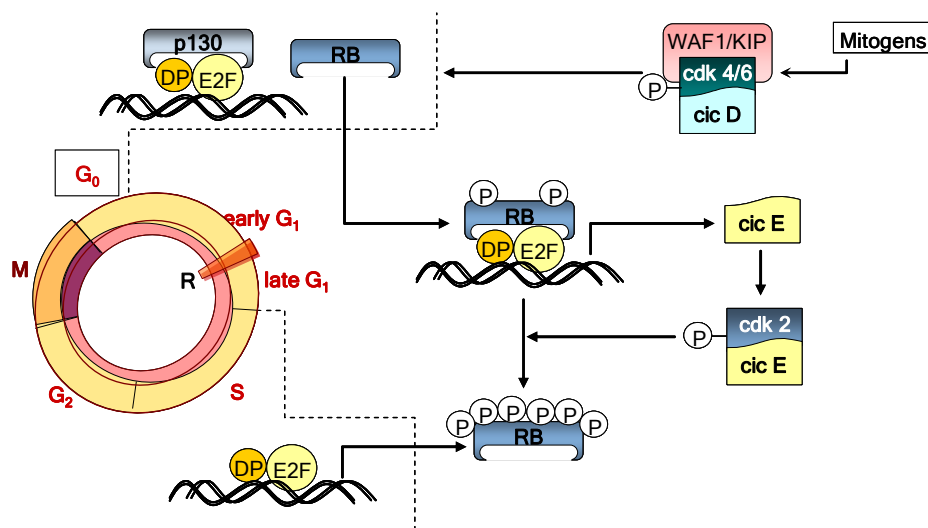 p130
DP
E2F
RB
WAF1/KIP
cdk 4/6
P
cic D
Mitogens
G0
early G1
M
R
late G1
G2
S
P
P
RB
DP
E2F
cic E
P
cdk 2
cic E
P
P
P
P
P
P
RB
DP
E2F